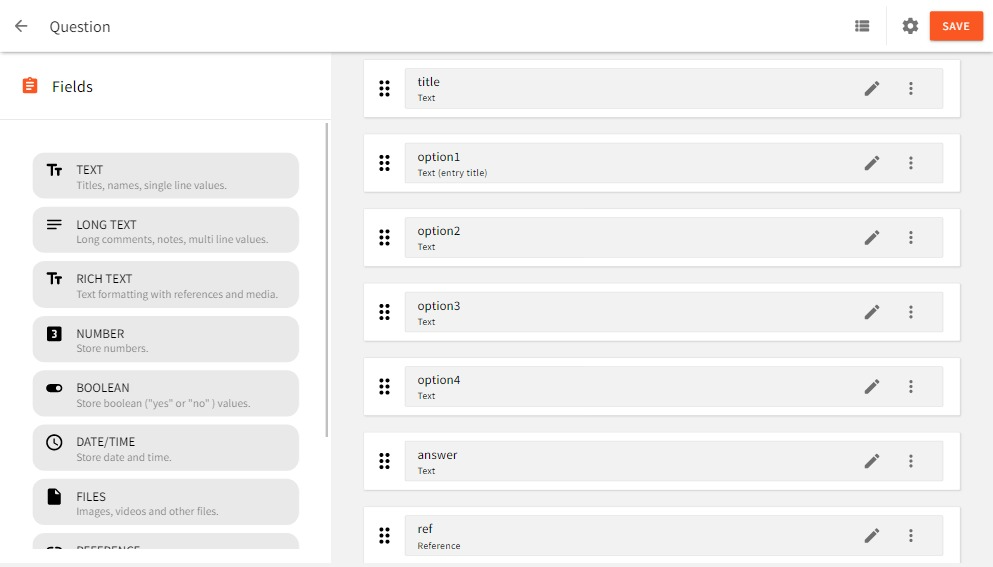 Question
SAVE
Fields
TEXT
Titles, names, single line values.
LONG TEXT
Long comments, notes, multi line values.
RICH TEXT
Text formatting with references and media.
3
NUMBER
Store numbers.
BOOLEAN
Store boolean ("yes" or "no" ) values.
DATE/TIME
Store date and time.
FILES
Images, videos and other files.
REFERENCE
title
Text
option1
Text (entry title)
option2
Text
option3
Text
option4
Text
answer
Text
ref
Reference